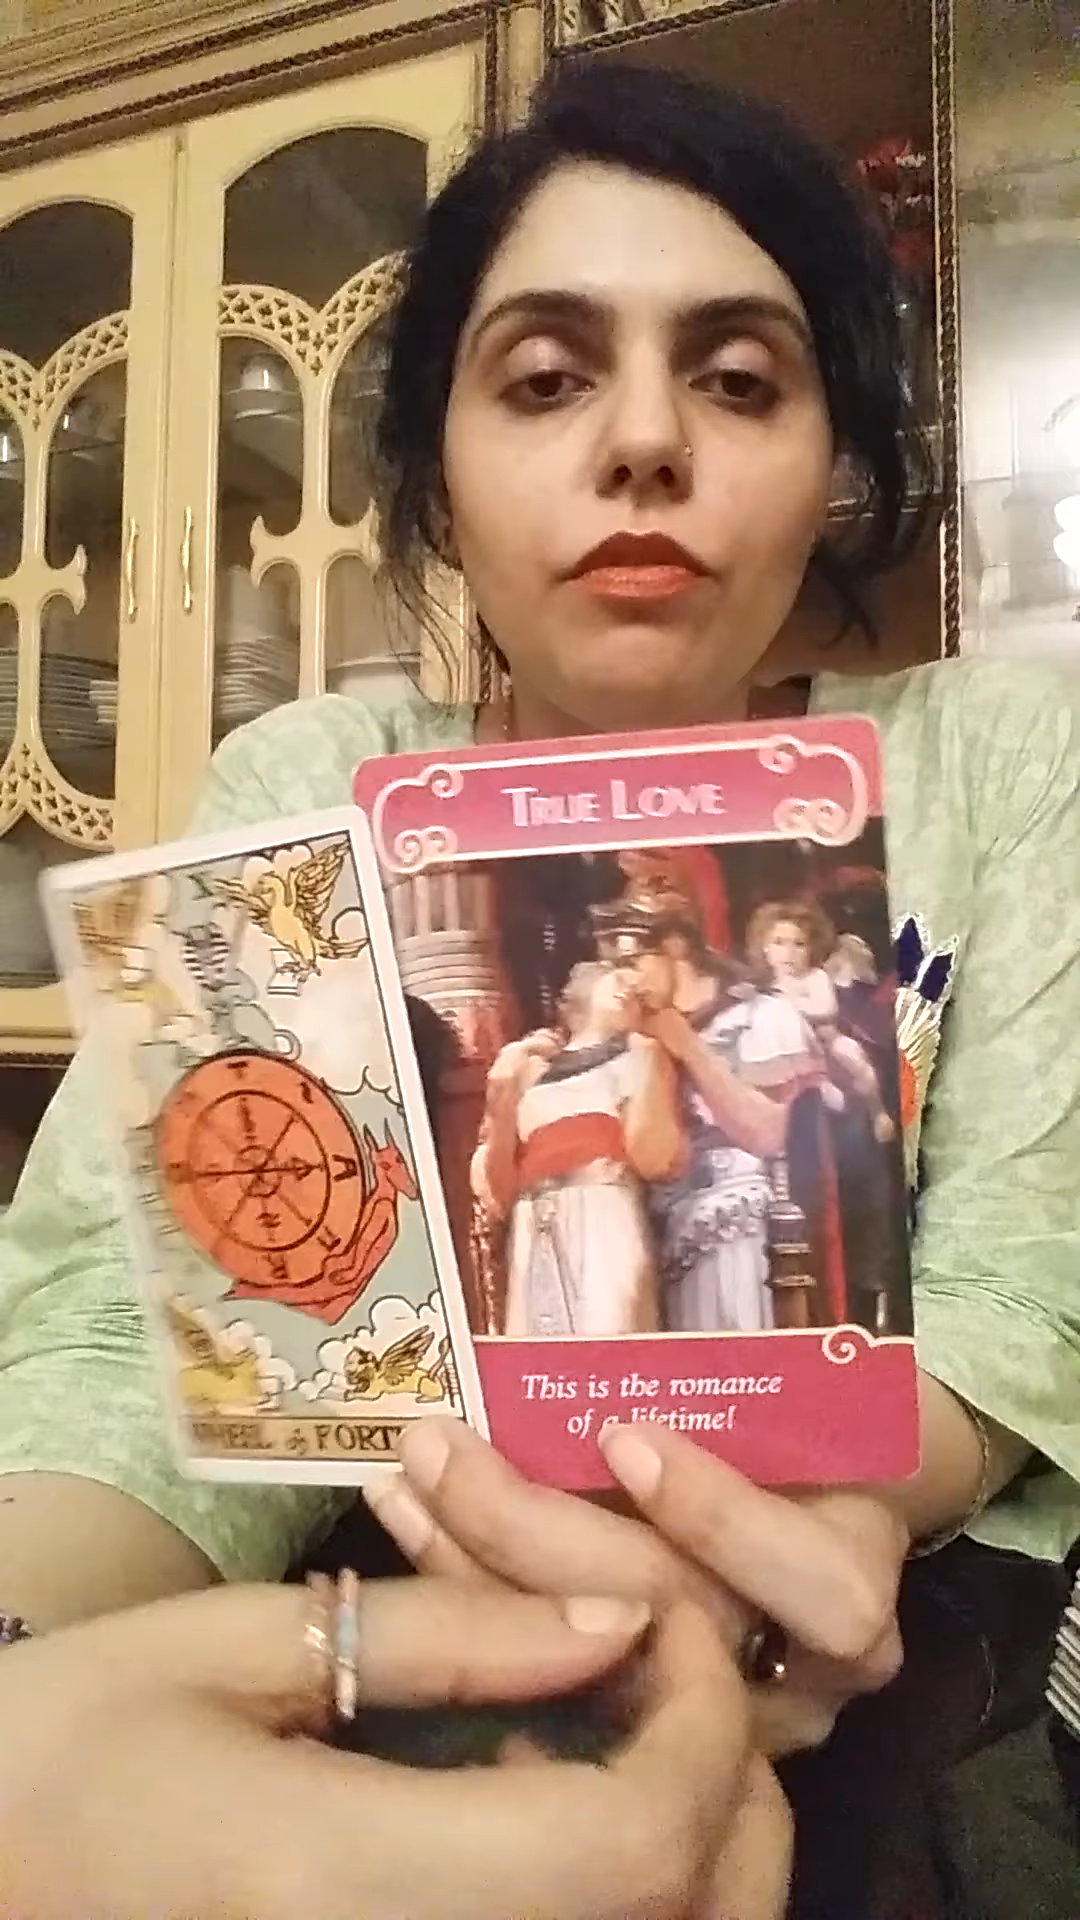 TRUE LOVE
X
T
A
R
WHEEL of FORT
This is the romance
of a lifetime!